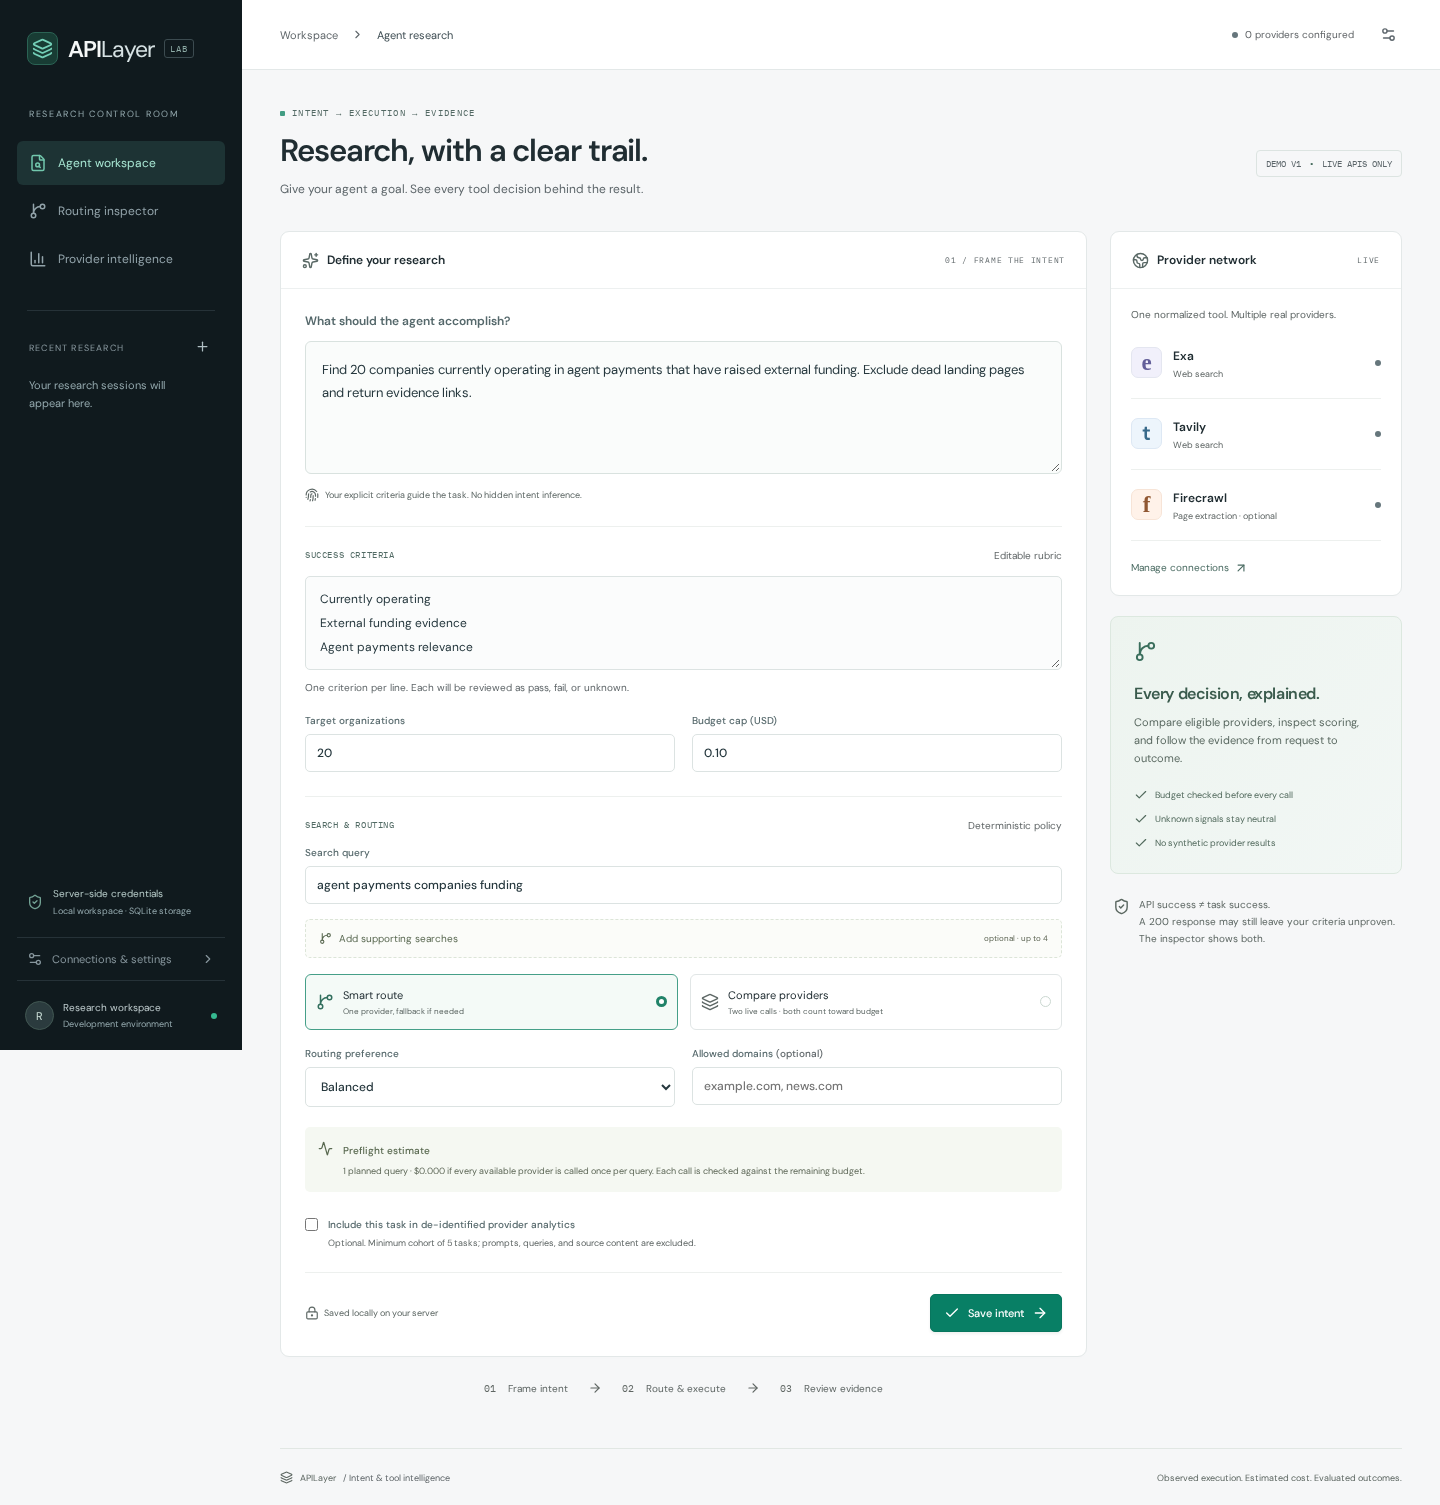 APILayer LAB
RESEARCH CONTROL ROOM
Agent workspace
Routing inspector
Provider intelligence
RECENT RESEARCH
Your research sessions will
appear here.
Server-side credentials
Local workspace · SQLite storage
Connections & settings
R
Research workspace
Development environment
Workspace
Agent research
0 providers configured
INTENT → EXECUTION → EVIDENCE
Research, with a clear trail.
Give your agent a goal. See every tool decision behind the result.
DEMO V1 • LIVE APIS ONLY
Define your research
01 / FRAME THE INTENT
What should the agent accomplish?
Find 20 companies currently operating in agent payments that have raised external funding. Exclude dead landing pages
and return evidence links.
Your explicit criteria guide the task. No hidden intent inference.
SUCCESS CRITERIA
Editable rubric
Currently operating
External funding evidence
Agent payments relevance
One criterion per line. Each will be reviewed as pass, fail, or unknown.
Target organizations
Budget cap (USD)
20
0.10
SEARCH & ROUTING
Deterministic policy
Search query
agent payments companies funding
Add supporting searches
optional · up to 4
Smart route
One provider, fallback if needed
Compare providers
Two live calls · both count toward budget
Routing preference
Allowed domains (optional)
Balanced
example.com, news.com
Preflight estimate
1 planned query · $0.000 if every available provider is called once per query. Each call is checked against the remaining budget.
Include this task in de-identified provider analytics
Optional. Minimum cohort of 5 tasks; prompts, queries, and source content are excluded.
Saved locally on your server
Save intent
01 Frame intent
02 Route & execute
03 Review evidence
Provider network
LIVE
One normalized tool. Multiple real providers.
e
Exa
Web search
t
Tavily
Web search
f
Firecrawl
Page extraction · optional
Manage connections
Every decision, explained.
Compare eligible providers, inspect scoring,
and follow the evidence from request to
outcome.
Budget checked before every call
Unknown signals stay neutral
No synthetic provider results
API success ≠ task success.
A 200 response may still leave your criteria unproven.
The inspector shows both.
APILayer / Intent & tool intelligence
Observed execution. Estimated cost. Evaluated outcomes.